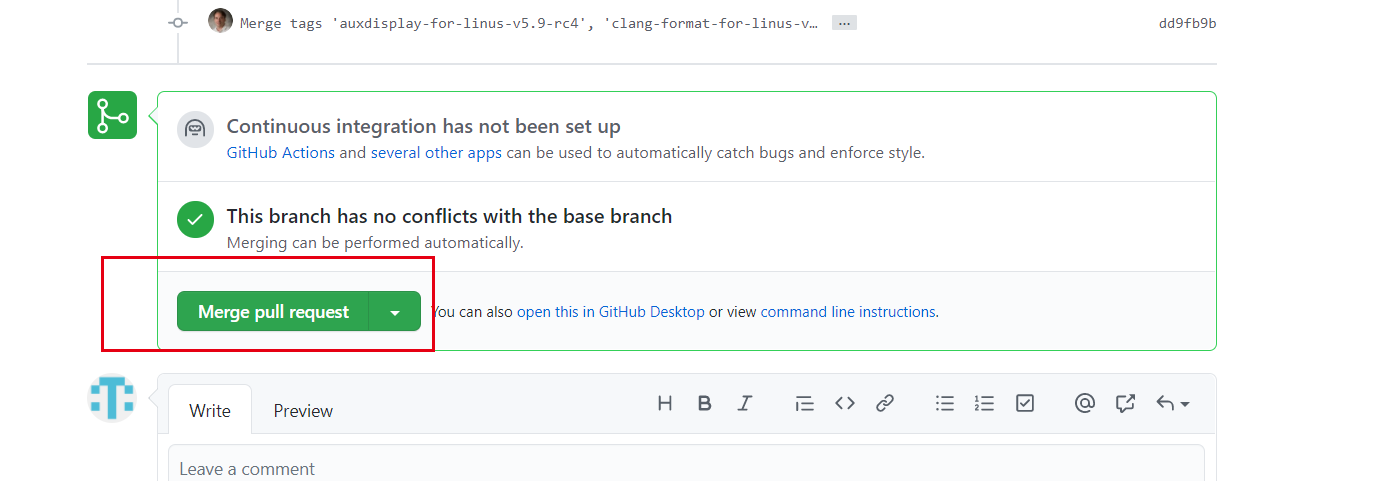 Merge tags 'auxdisplay-for-linus-v5.9-rc4', 'clang-format-for-linus-v… ... dd9fb9b
Continuous integration has not been set up
GitHub Actions and several other apps can be used to automatically catch bugs and enforce style.
This branch has no conflicts with the base branch
Merging can be performed automatically.
Merge pull request You can also open this in GitHub Desktop or view command line instructions.
Write Preview H B I
Leave a comment